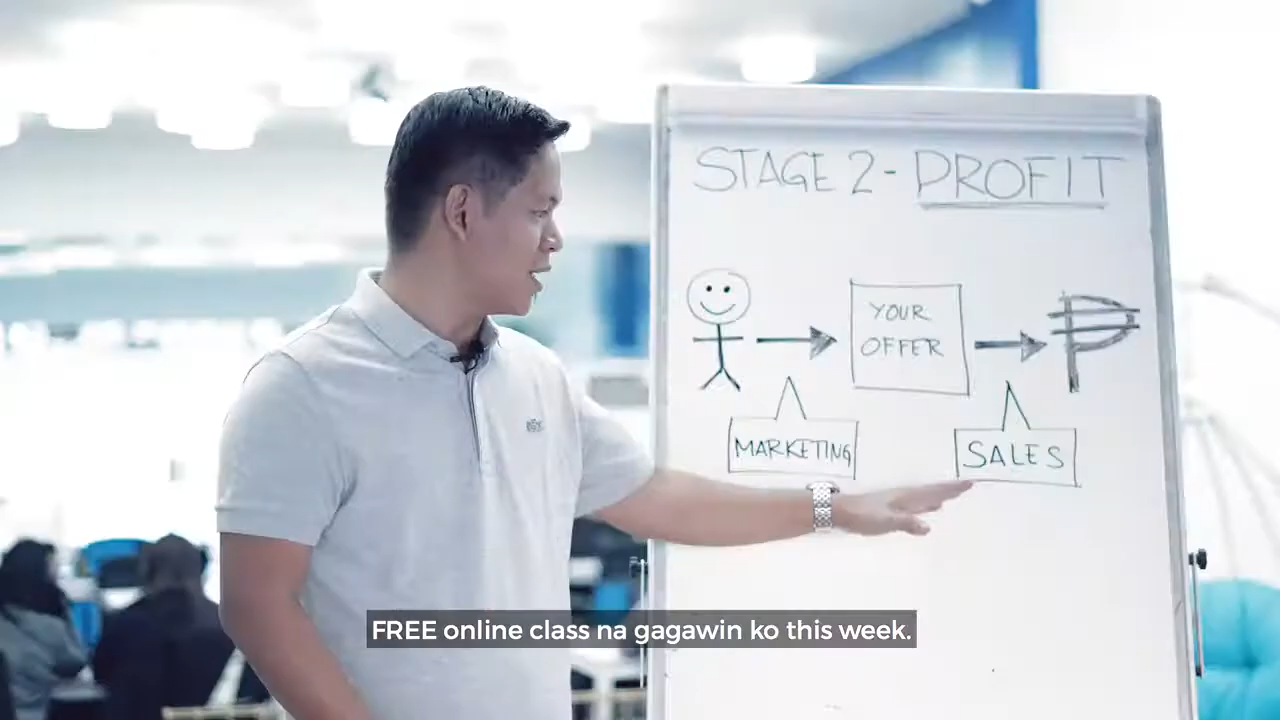 STAGE 2 - PROFIT
YOUR
OFFER
MARKETING
SALES
FREE online class na gagawin ko this week.